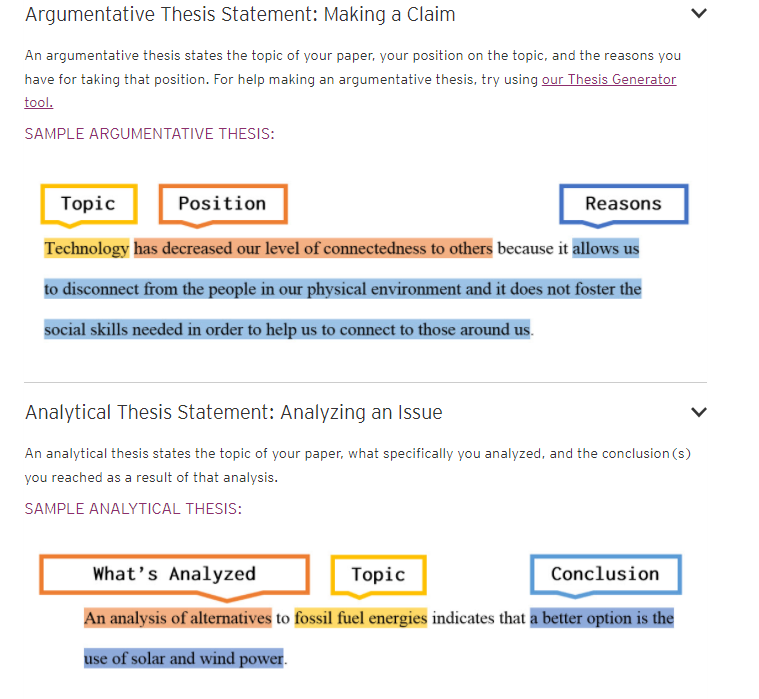 Argumentative Thesis Statement: Making a Claim
An argumentative thesis states the topic of your paper, your position on the topic, and the reasons you
have for taking that position. For help making an argumentative thesis, try using our Thesis Generator
tool.
SAMPLE ARGUMENTATIVE THESIS:
Topic Position Reasons
Technology has decreased our level of connectedness to others because it allows us
to disconnect from the people in our physical environment and it does not foster the
social skills needed in order to help us to connect to those around us.
Analytical Thesis Statement: Analyzing an Issue
An analytical thesis states the topic of your paper, what specifically you analyzed, and the conclusion(s)
you reached as a result of that analysis.
SAMPLE ANALYTICAL THESIS:
What's Analyzed Topic Conclusion
An analysis of alternatives to fossil fuel energies indicates that a better option is the
use of solar and wind power.